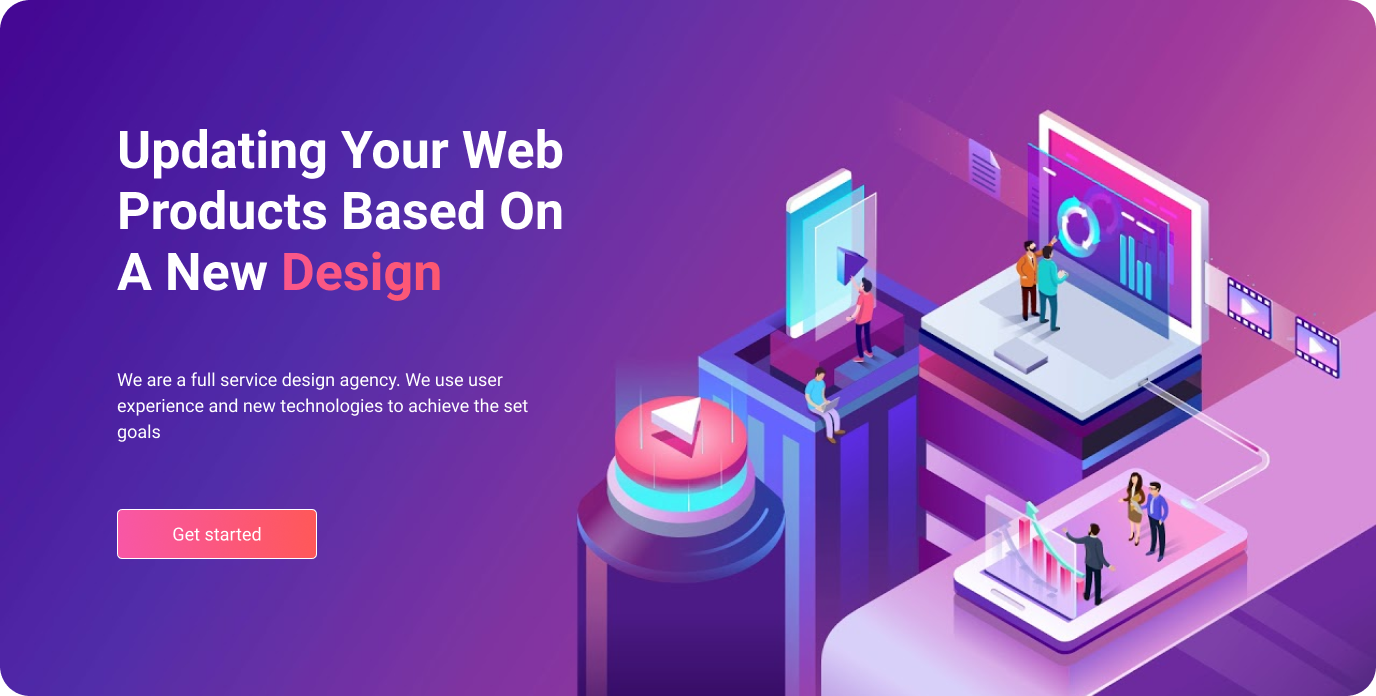 Updating Your Web
Products Based On
A New Design
We are a full service design agency. We use user
experience and new technologies to achieve the set
goals
Get started